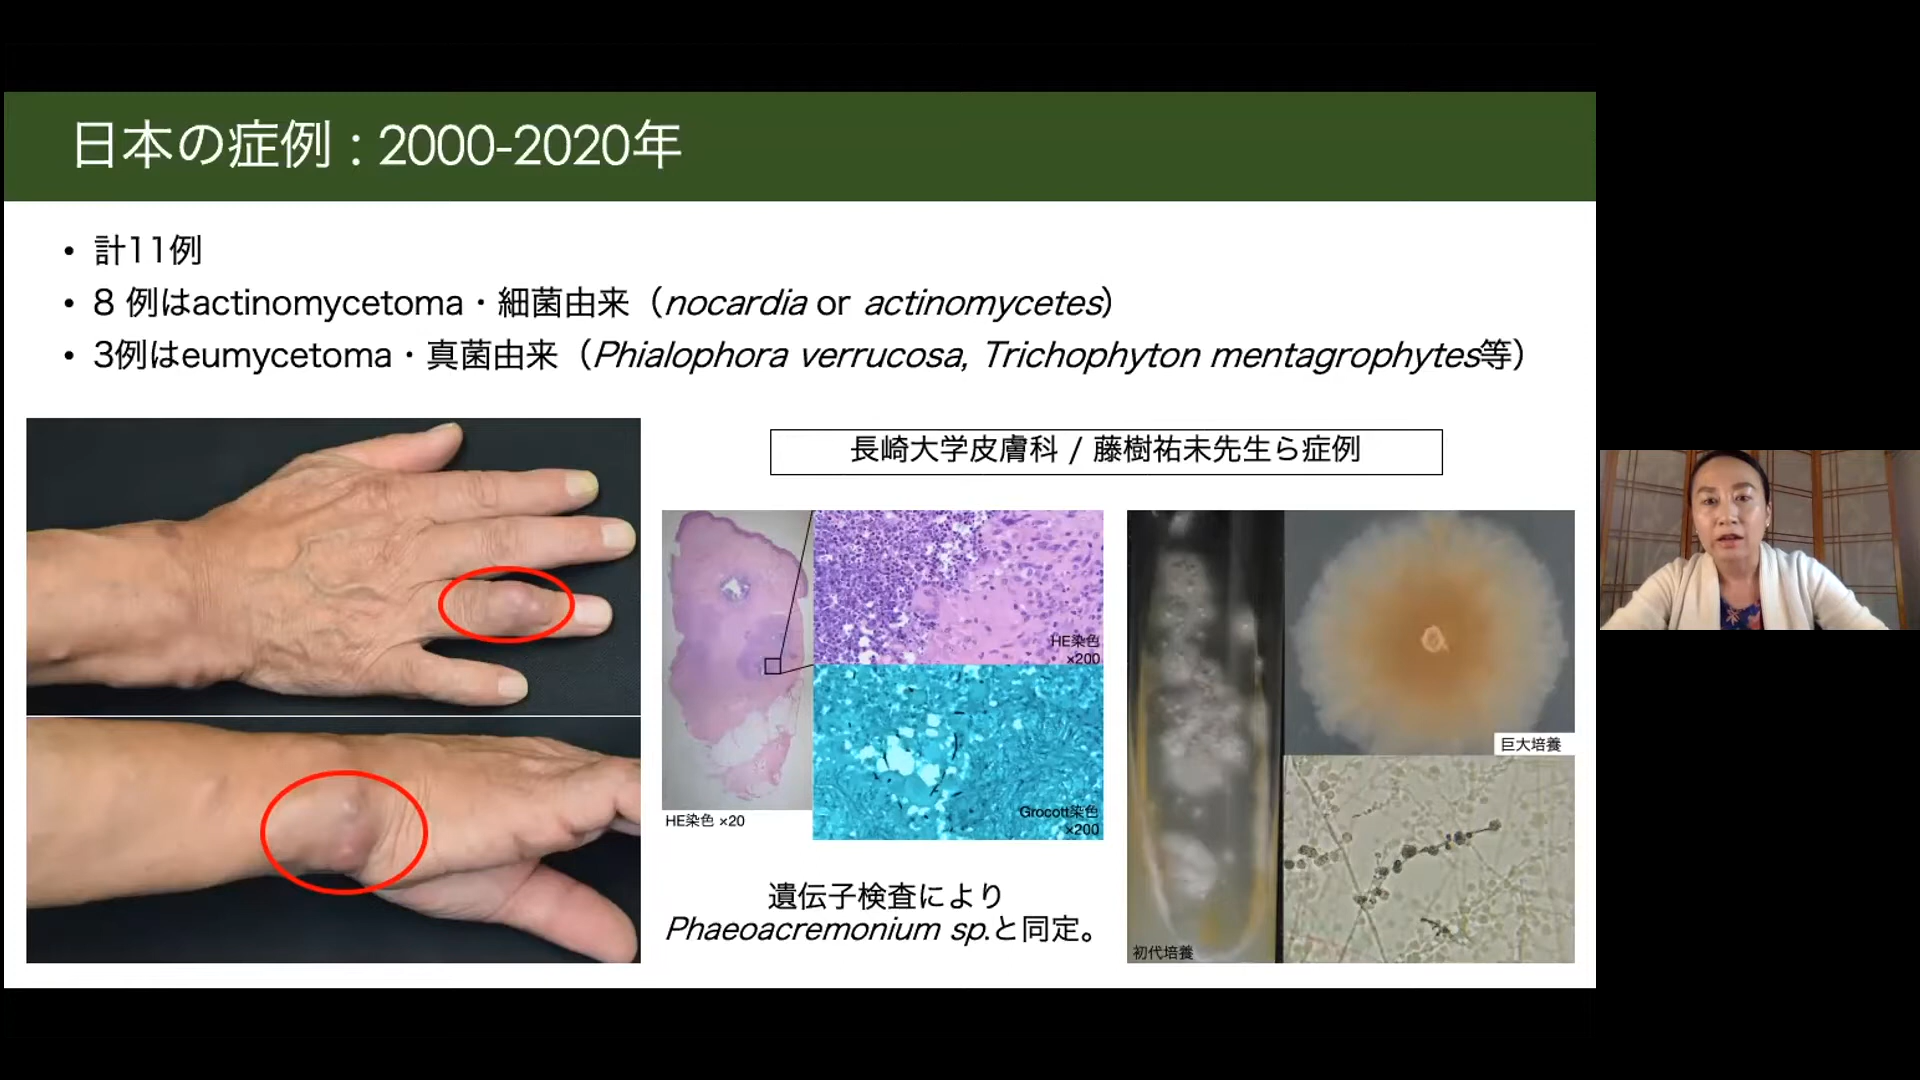 日本の症例 : 2000-2020年
• 計11例
• 8 例はactinomycetoma・細菌由来（nocardia or actinomycetes）
• 3例はeumycetoma・真菌由来（Phialophora verrucosa, Trichophyton mentagrophytes等）
長崎大学皮膚科 / 藤樹祐未先生ら症例
HE染色
×200
Grocott染色
×200
HE染色 ×20
遺伝子検査により
Phaeoacremonium sp.と同定。
巨大培養
初代培養